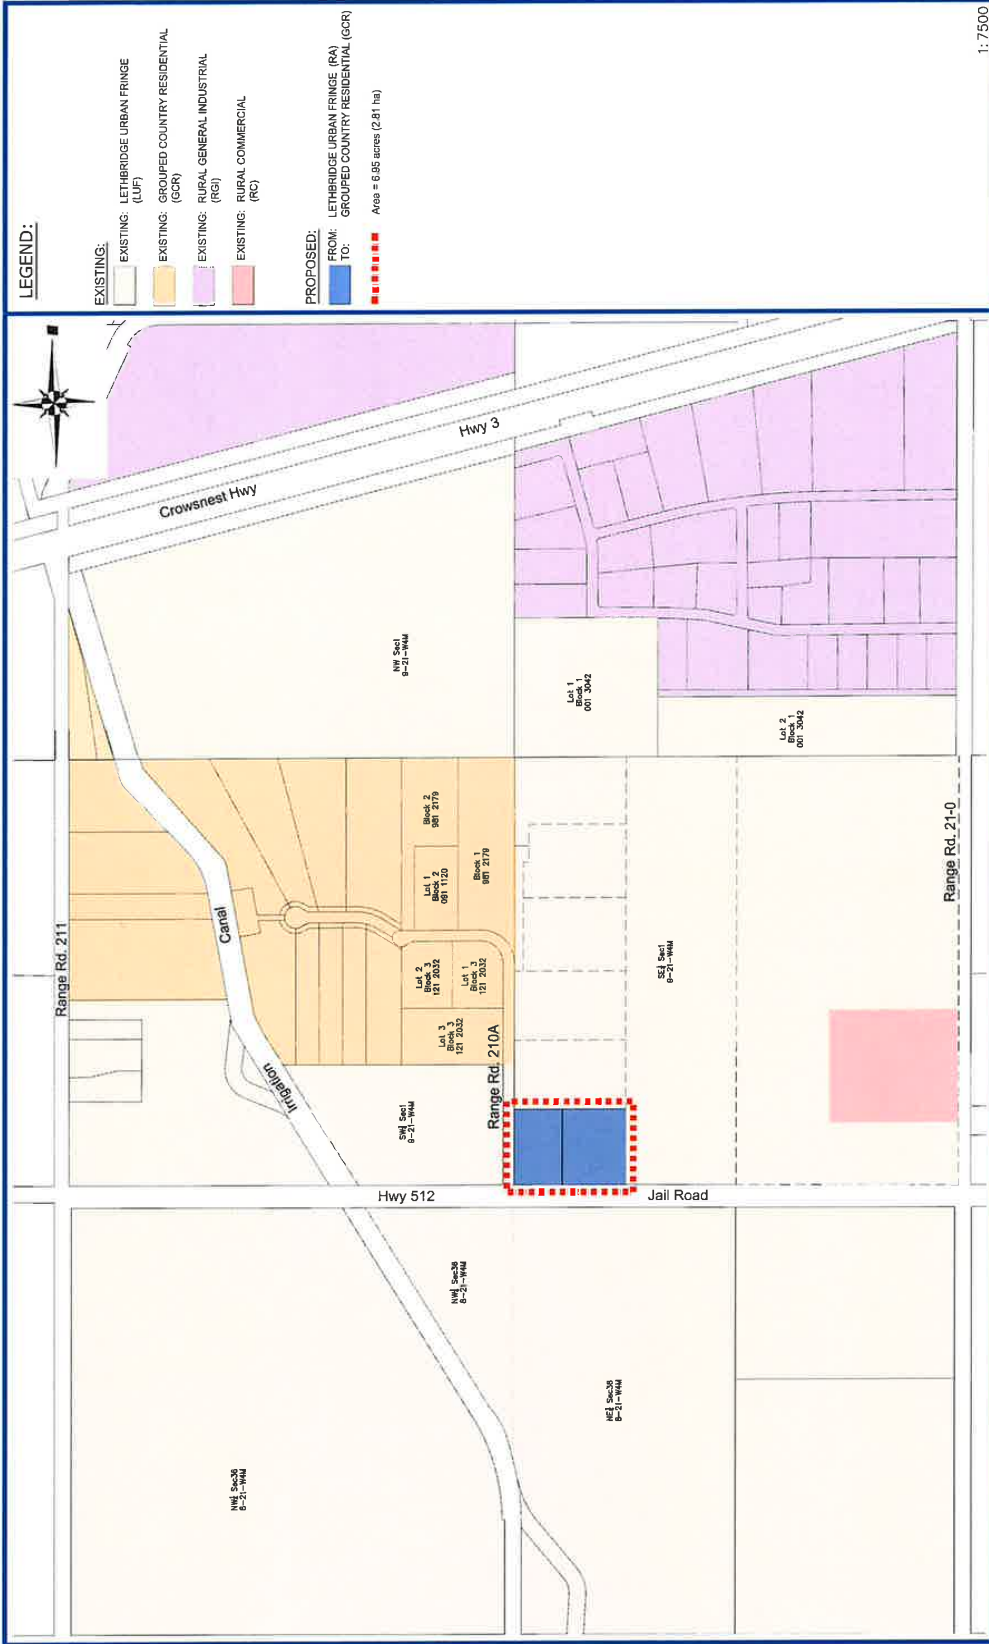 LEGEND:
EXISTING:
EXISTING: LETHBRIDGE URBAN FRINGE
(LUF)
EXISTING: GROUPED COUNTRY RESIDENTIAL
(GCR)
EXISTING: RURAL GENERAL INDUSTRIAL
(RGI)
EXISTING: RURAL COMMERCIAL
(RC)
PROPOSED:
FROM: LETHBRIDGE URBAN FRINGE (RA)
TO: GROUPED COUNTRY RESIDENTIAL (GCR)
Area = 6.95 acres (2.81 ha)
1: 7500
Crowsnest Hwy
Hwy 3
NW Sec1
9-21-W4M
Lot 1
Block 1
001 3042
Lot 2
Block 1
001 3042
Range Rd. 211
Canal
Irrigation
Block 2
981 2179
Lot 1
Block 2
091 1120
Block 1
981 2179
Lot 2
Block 3
121 2032
Lot 1
Block 3
121 2032
Lot 3
Block 3
121 2032
Range Rd. 210A
Range Rd. 21-0
SE¼ Sec1
9-21-W4M
SW¼ Sec1
9-21-W4M
Hwy 512
Jail Road
NW¼ Sec36
8-21-W4M
NE¼ Sec36
8-21-W4M
NW¼ Sec36
8-21-W4M